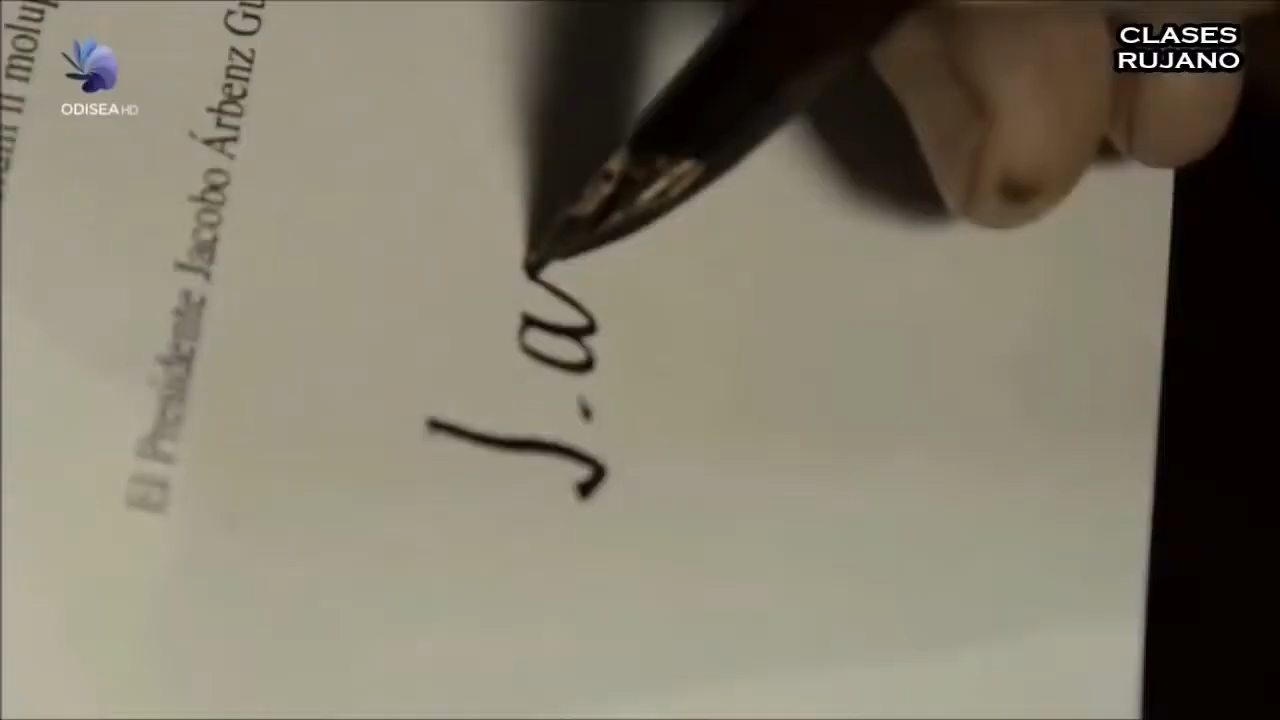 ODISEA HD
CLASES
RUJANO
El Presidente Jacobo Árbenz Gu
J. a